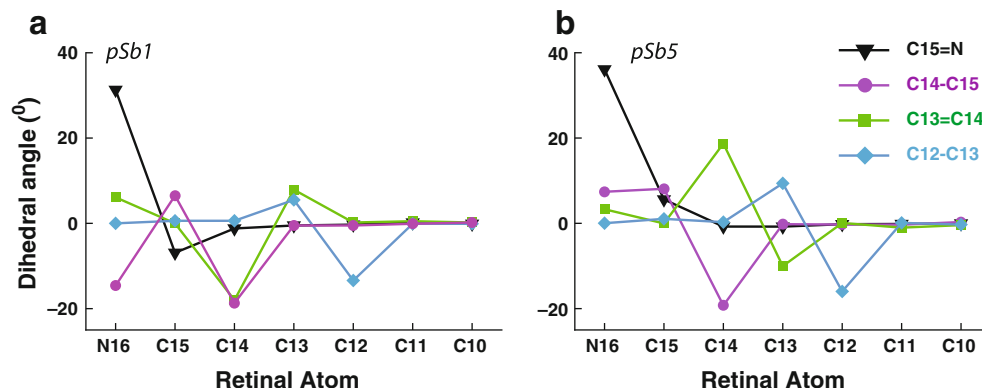 a
pSb1
40
20
0
−20
Dihedral angle (⁰)
N16 C15 C14 C13 C12 C11 C10
Retinal Atom
b
pSb5
40
20
0
−20
N16 C15 C14 C13 C12 C11 C10
Retinal Atom
C15=N
C14-C15
C13=C14
C12-C13